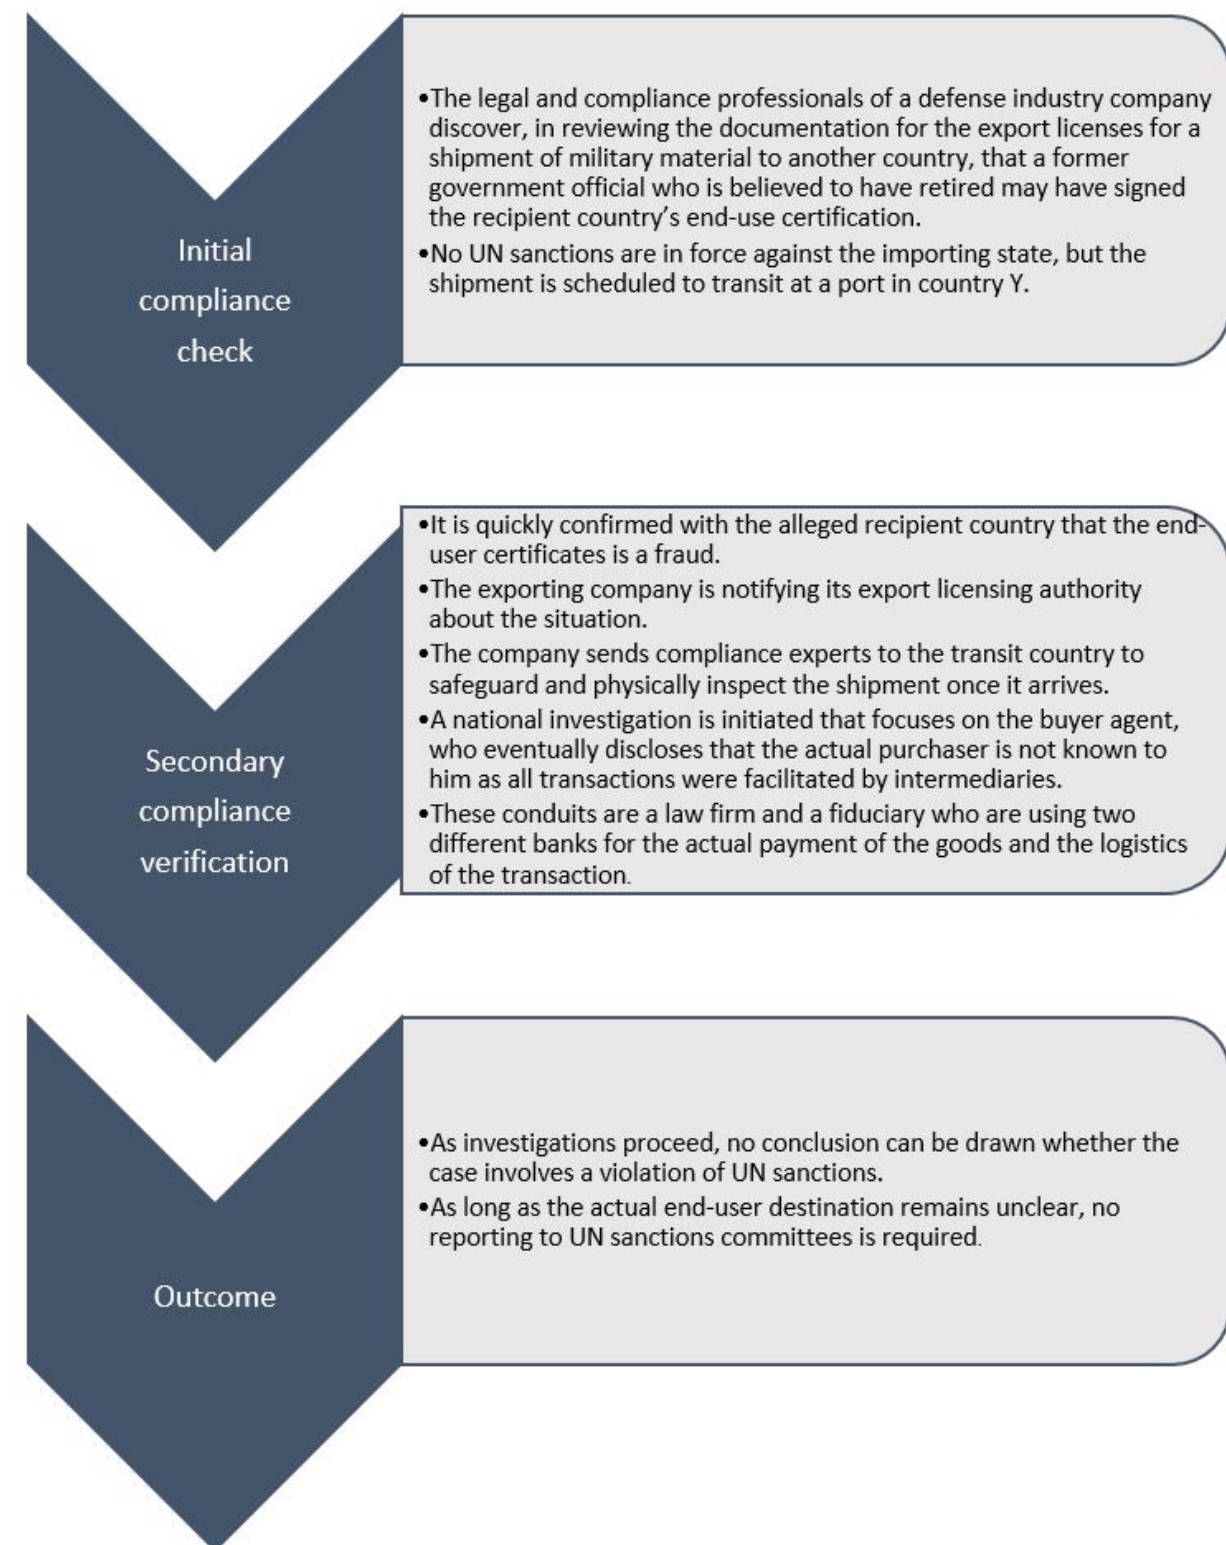 Initial
compliance
check
•The legal and compliance professionals of a defense industry company
discover, in reviewing the documentation for the export licenses for a
shipment of military material to another country, that a former
government official who is believed to have retired may have signed
the recipient country’s end-use certification.
•No UN sanctions are in force against the importing state, but the
shipment is scheduled to transit at a port in country Y.
Secondary
compliance
verification
•It is quickly confirmed with the alleged recipient country that the end-
user certificates is a fraud.
•The exporting company is notifying its export licensing authority
about the situation.
•The company sends compliance experts to the transit country to
safeguard and physically inspect the shipment once it arrives.
•A national investigation is initiated that focuses on the buyer agent,
who eventually discloses that the actual purchaser is not known to
him as all transactions were facilitated by intermediaries.
•These conduits are a law firm and a fiduciary who are using two
different banks for the actual payment of the goods and the logistics
of the transaction.
Outcome
•As investigations proceed, no conclusion can be drawn whether the
case involves a violation of UN sanctions.
•As long as the actual end-user destination remains unclear, no
reporting to UN sanctions committees is required.